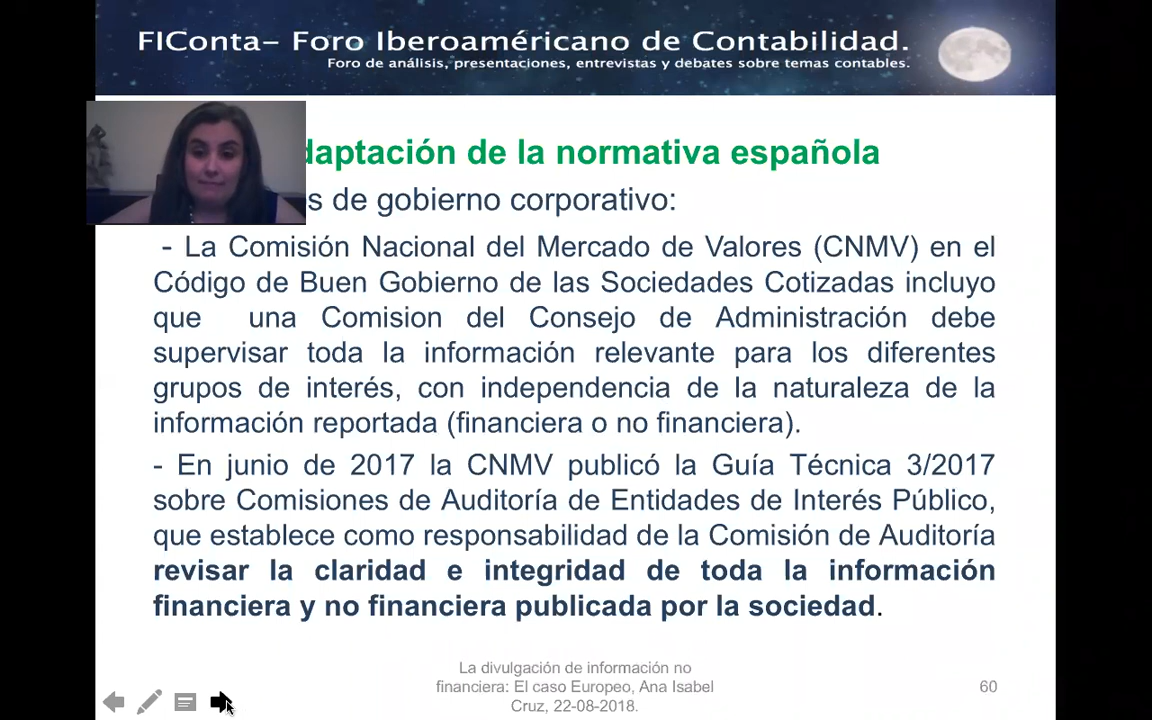 FIConta– Foro Iberoaméricano de Contabilidad.
Foro de análisis, presentaciones, entrevistas y debates sobre temas contables.
daptación de la normativa española
s de gobierno corporativo:
- La Comisión Nacional del Mercado de Valores (CNMV) en el
Código de Buen Gobierno de las Sociedades Cotizadas incluyo
que una Comision del Consejo de Administración debe
supervisar toda la información relevante para los diferentes
grupos de interés, con independencia de la naturaleza de la
información reportada (financiera o no financiera).
- En junio de 2017 la CNMV publicó la Guía Técnica 3/2017
sobre Comisiones de Auditoría de Entidades de Interés Público,
que establece como responsabilidad de la Comisión de Auditoría
revisar la claridad e integridad de toda la información
financiera y no financiera publicada por la sociedad.
La divulgación de información no
financiera: El caso Europeo, Ana Isabel
Cruz, 22-08-2018.
60